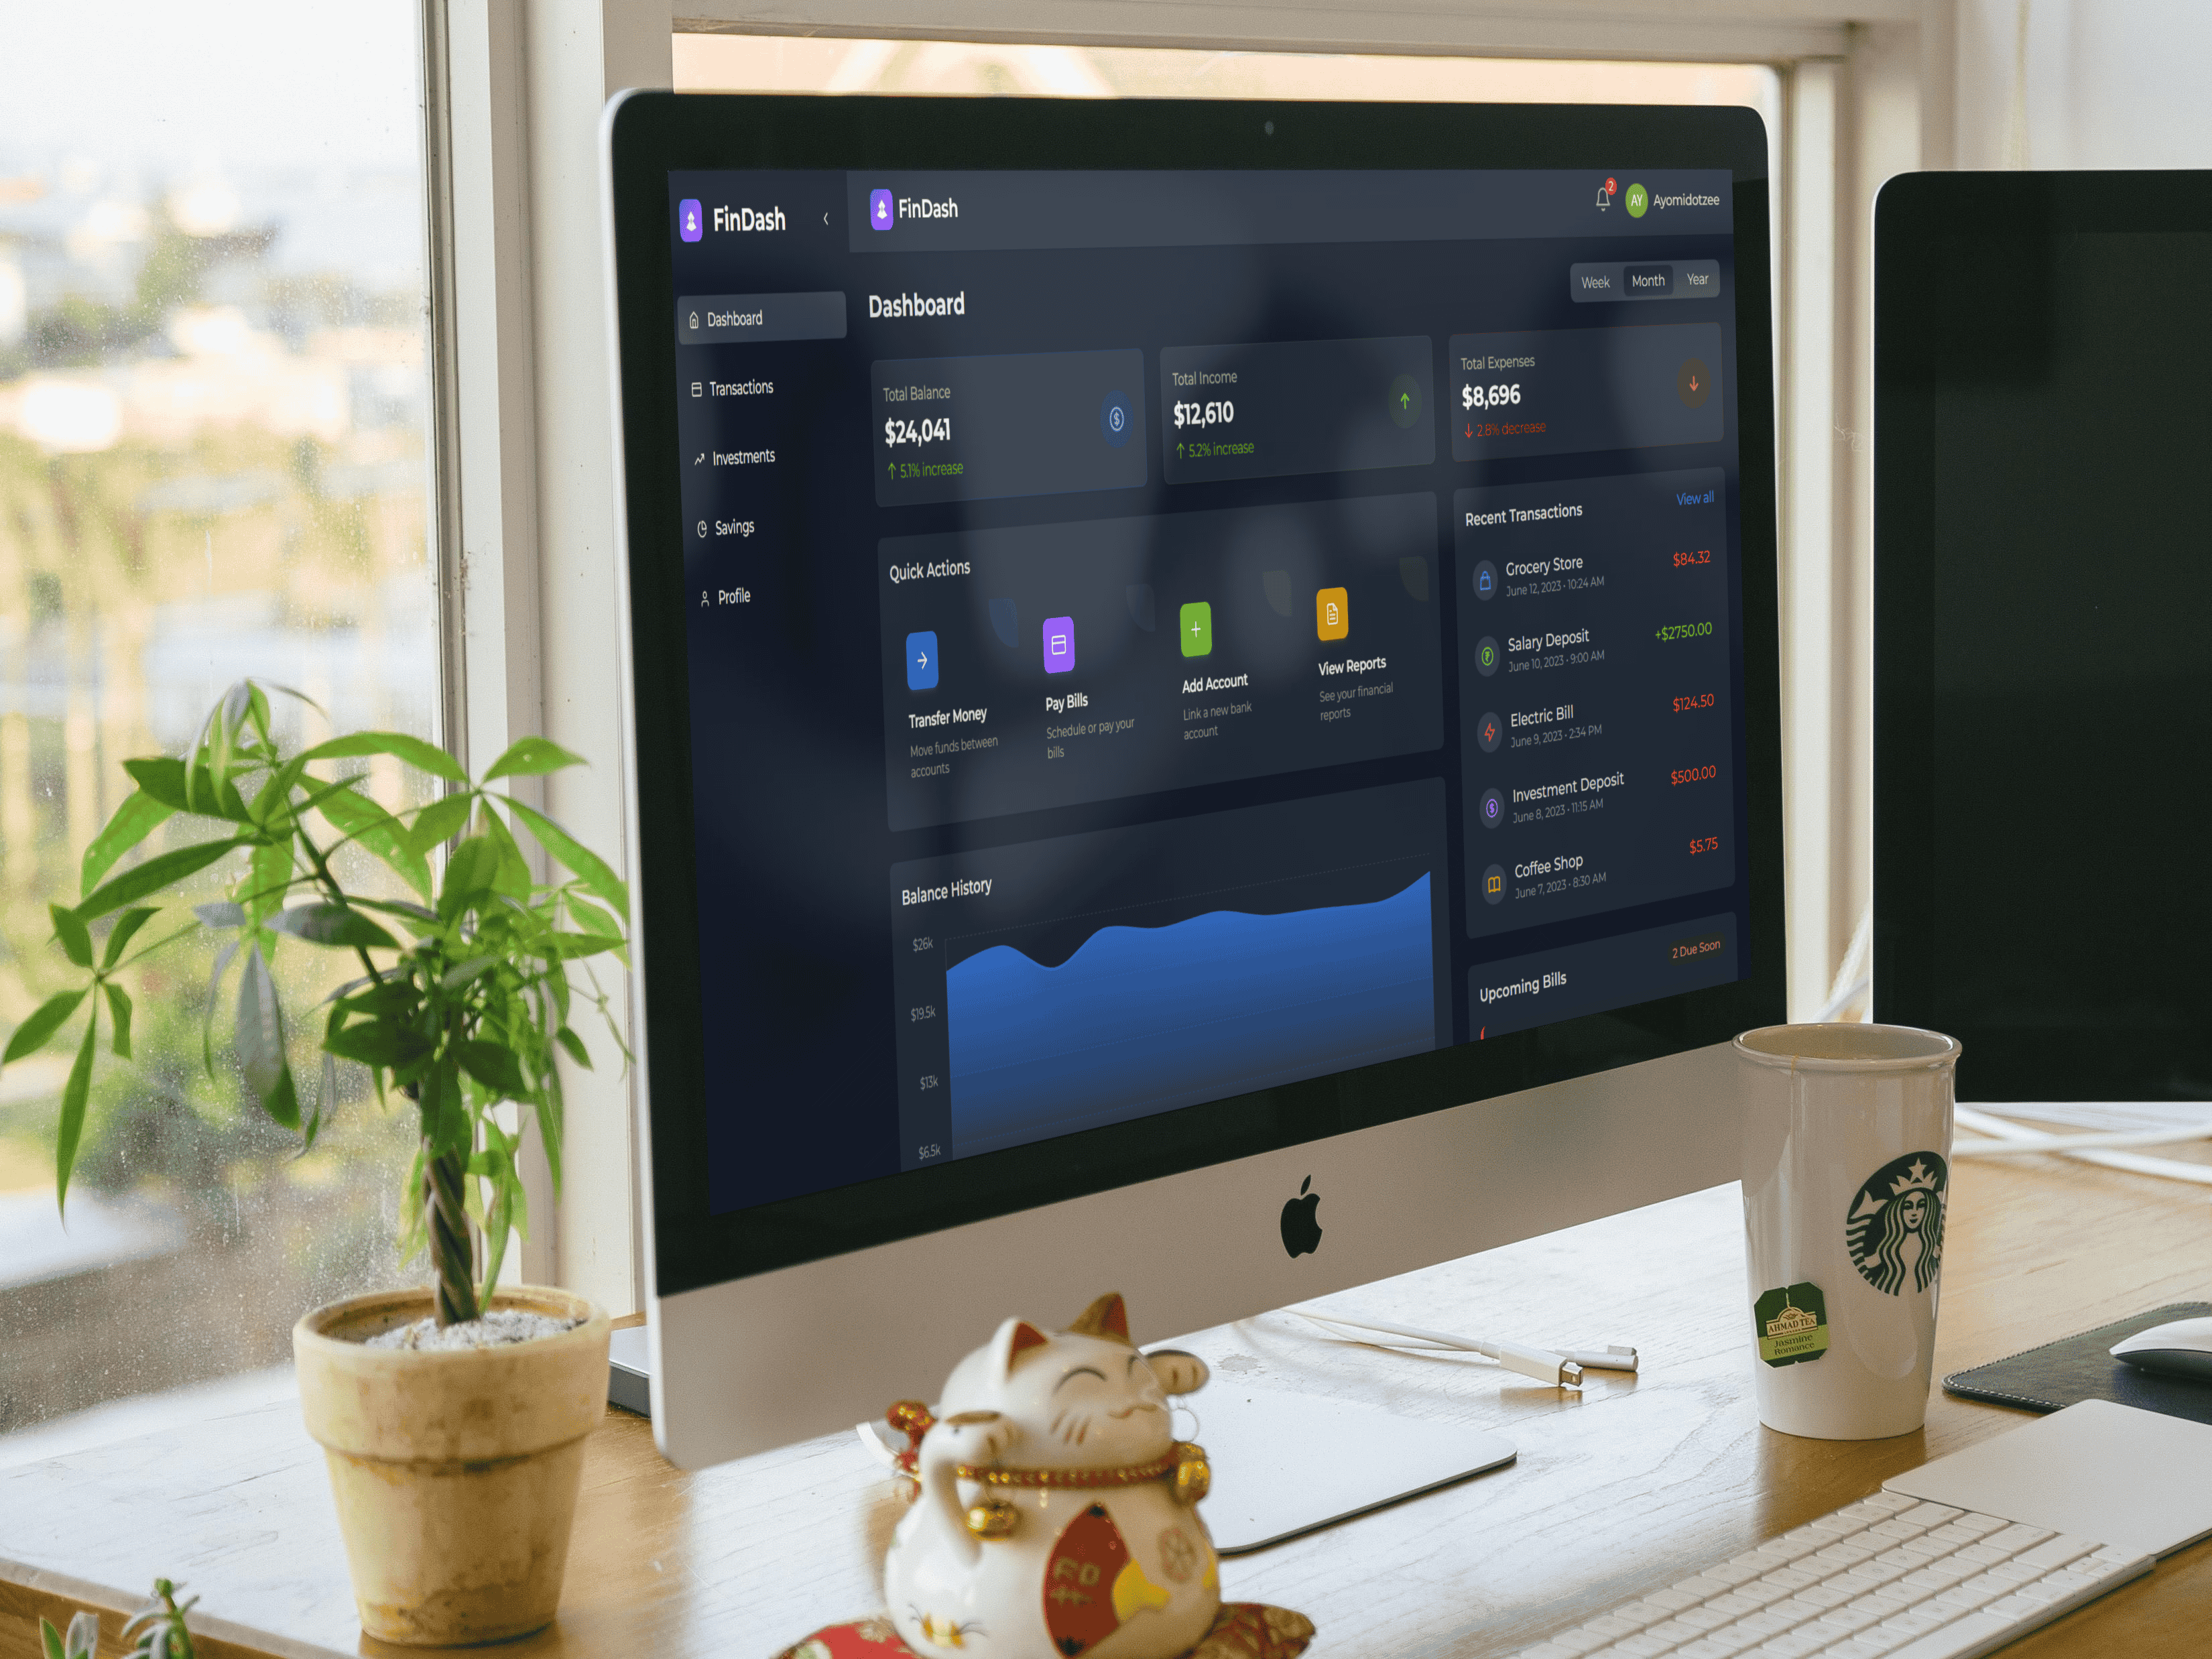 FinDash
FinDash
2
AY
Ayomidotzee
Dashboard
Transactions
Investments
Savings
Profile
Dashboard
Week
Month
Year
Total Balance
$24,041
↑ 5.1% increase
Total Income
$12,610
↑ 5.2% increase
Total Expenses
$8,696
↓ 2.8% decrease
Quick Actions
Transfer Money
Move funds between
accounts
Pay Bills
Schedule or pay your
bills
Add Account
Link a new bank
account
View Reports
See your financial
reports
Balance History
$26k
$19.5k
$13k
$6.5k
Recent Transactions
View all
Grocery Store
June 12, 2023 • 10:24 AM
$84.32
Salary Deposit
June 10, 2023 • 9:00 AM
+$2750.00
Electric Bill
June 9, 2023 • 2:34 PM
$124.50
Investment Deposit
June 8, 2023 • 11:15 AM
$500.00
Coffee Shop
June 7, 2023 • 8:30 AM
$5.75
Upcoming Bills
2 Due Soon
AHMAD TEA
Jasmine
Romance